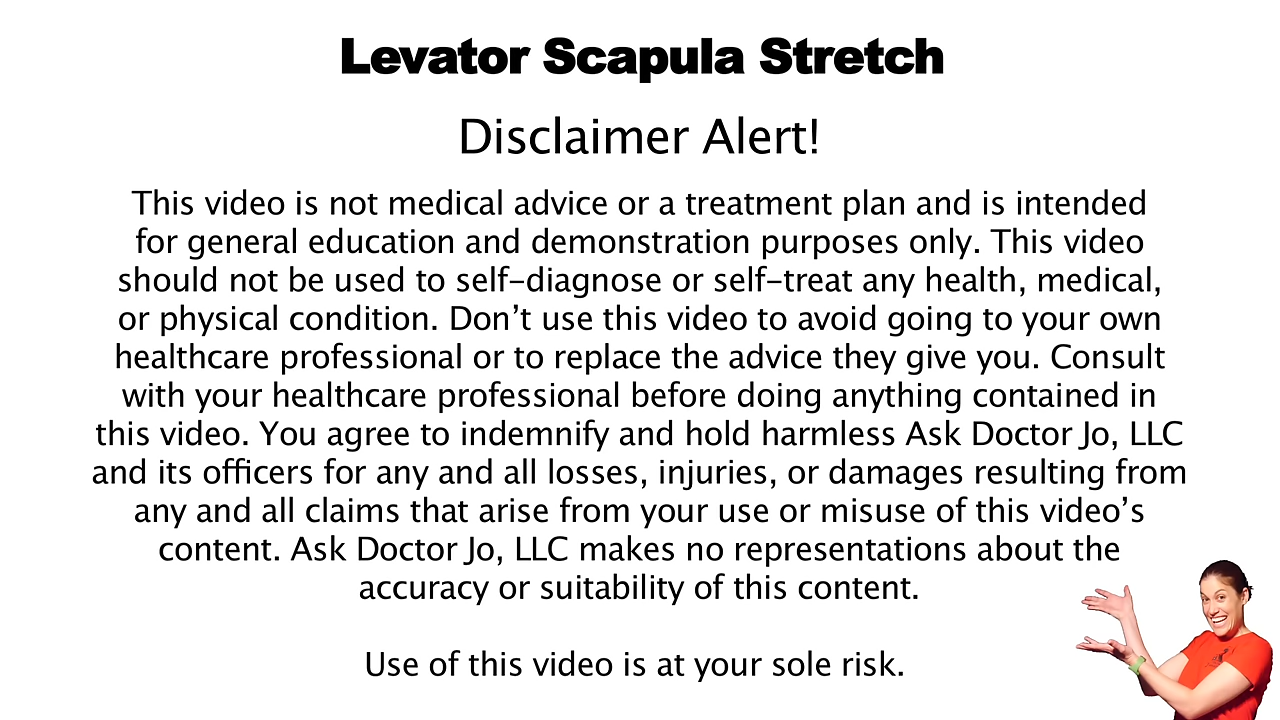 Levator Scapula Stretch
Disclaimer Alert!
This video is not medical advice or a treatment plan and is intended
for general education and demonstration purposes only. This video
should not be used to self-diagnose or self-treat any health, medical,
or physical condition. Don’t use this video to avoid going to your own
healthcare professional or to replace the advice they give you. Consult
with your healthcare professional before doing anything contained in
this video. You agree to indemnify and hold harmless Ask Doctor Jo, LLC
and its officers for any and all losses, injuries, or damages resulting from
any and all claims that arise from your use or misuse of this video’s
content. Ask Doctor Jo, LLC makes no representations about the
accuracy or suitability of this content.
Use of this video is at your sole risk.